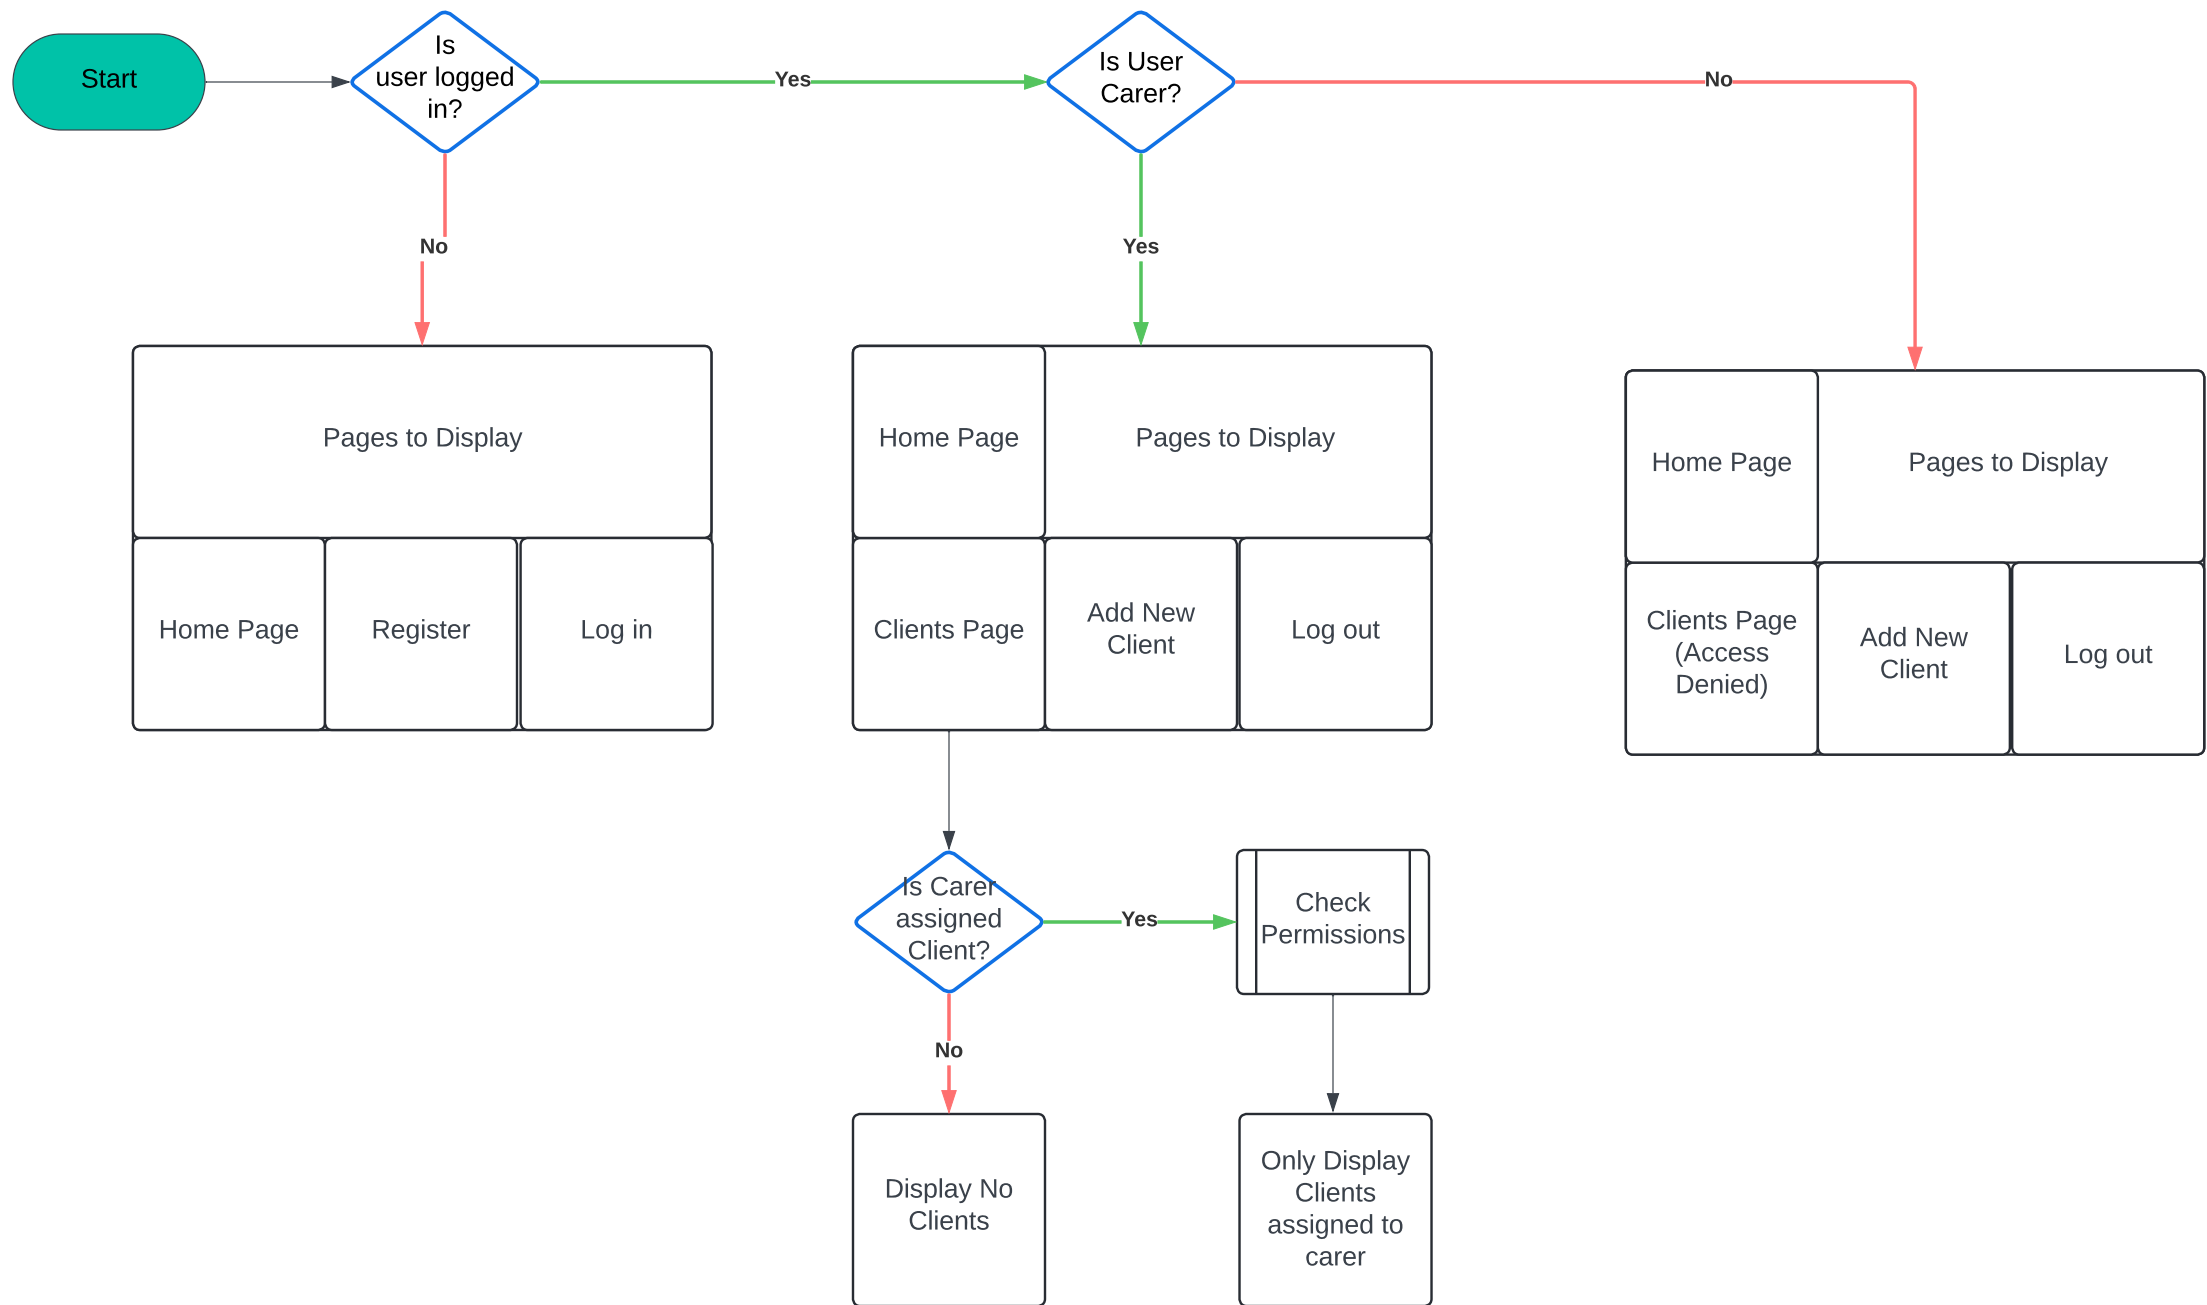 Start
Is
user logged
in?
Yes
Is User
Carer?
No
No
Yes
Pages to Display
Home Page
Register
Log in
Home Page
Pages to Display
Clients Page
Add New
Client
Log out
Home Page
Pages to Display
Clients Page
(Access
Denied)
Add New
Client
Log out
Is Carer
assigned
Client?
Yes
Check
Permissions
No
Display No
Clients
Only Display
Clients
assigned to
carer